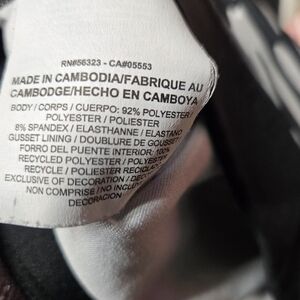 RN#56323 - CA#05553
MADE IN CAMBODIA/FABRIQUE AU
CAMBODGE/HECHO EN CAMBOYA
BODY / CORPS / CUERPO: 92% POLYESTER /
POLYESTER / POLIESTER
8% SPANDEX / ELASTHANNE / ELASTANO
GUSSET LINING / DOUBLURE DE GOUSSET
FORRO DEL PUENTE INTERIOR: 100%
RECYCLED POLYESTER / POLYESTER
RECYCLE / POLIESTER RECICLADO
EXCLUSIVE OF DECORATION / DECO
NON COMPRISE / NO INCLU
DECORACION